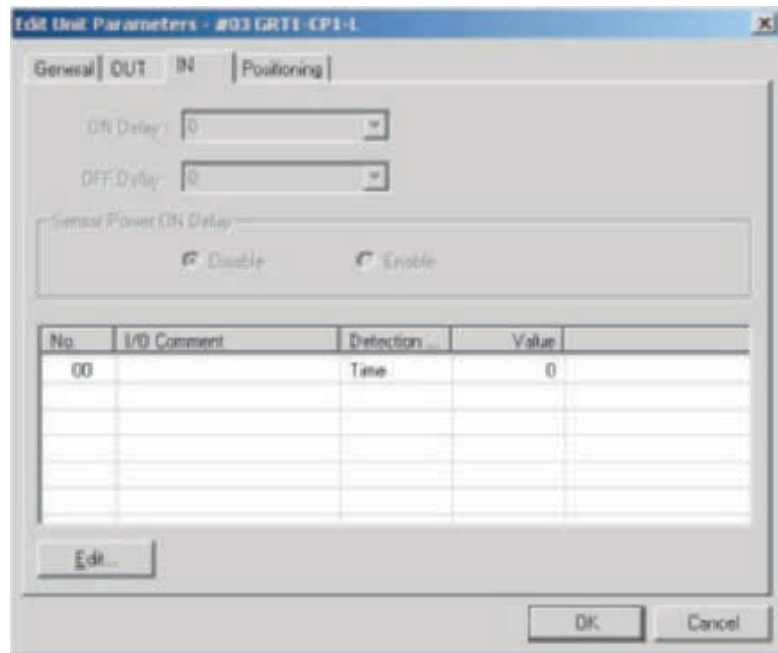 Edit Unit Parameters - #03 GRT1-CP1-L
General OUT IN Positioning
ON Delay : 0
OFF Delay 0
Sensor Power ON Delay
Disable Enable
No. I/O Comment Detection ... Value
00 Time 0
Edit...
OK Cancel